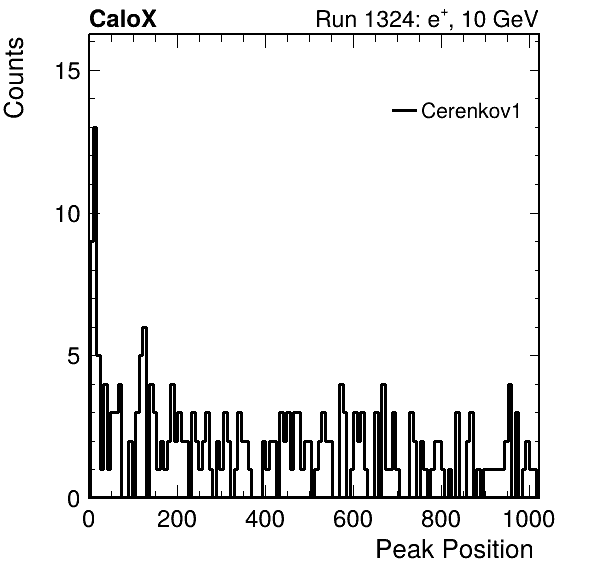 CaloX Run 1324: e⁺, 10 GeV
Counts
15
Cerenkov1
10
5
0
0 200 400 600 800 1000
Peak Position